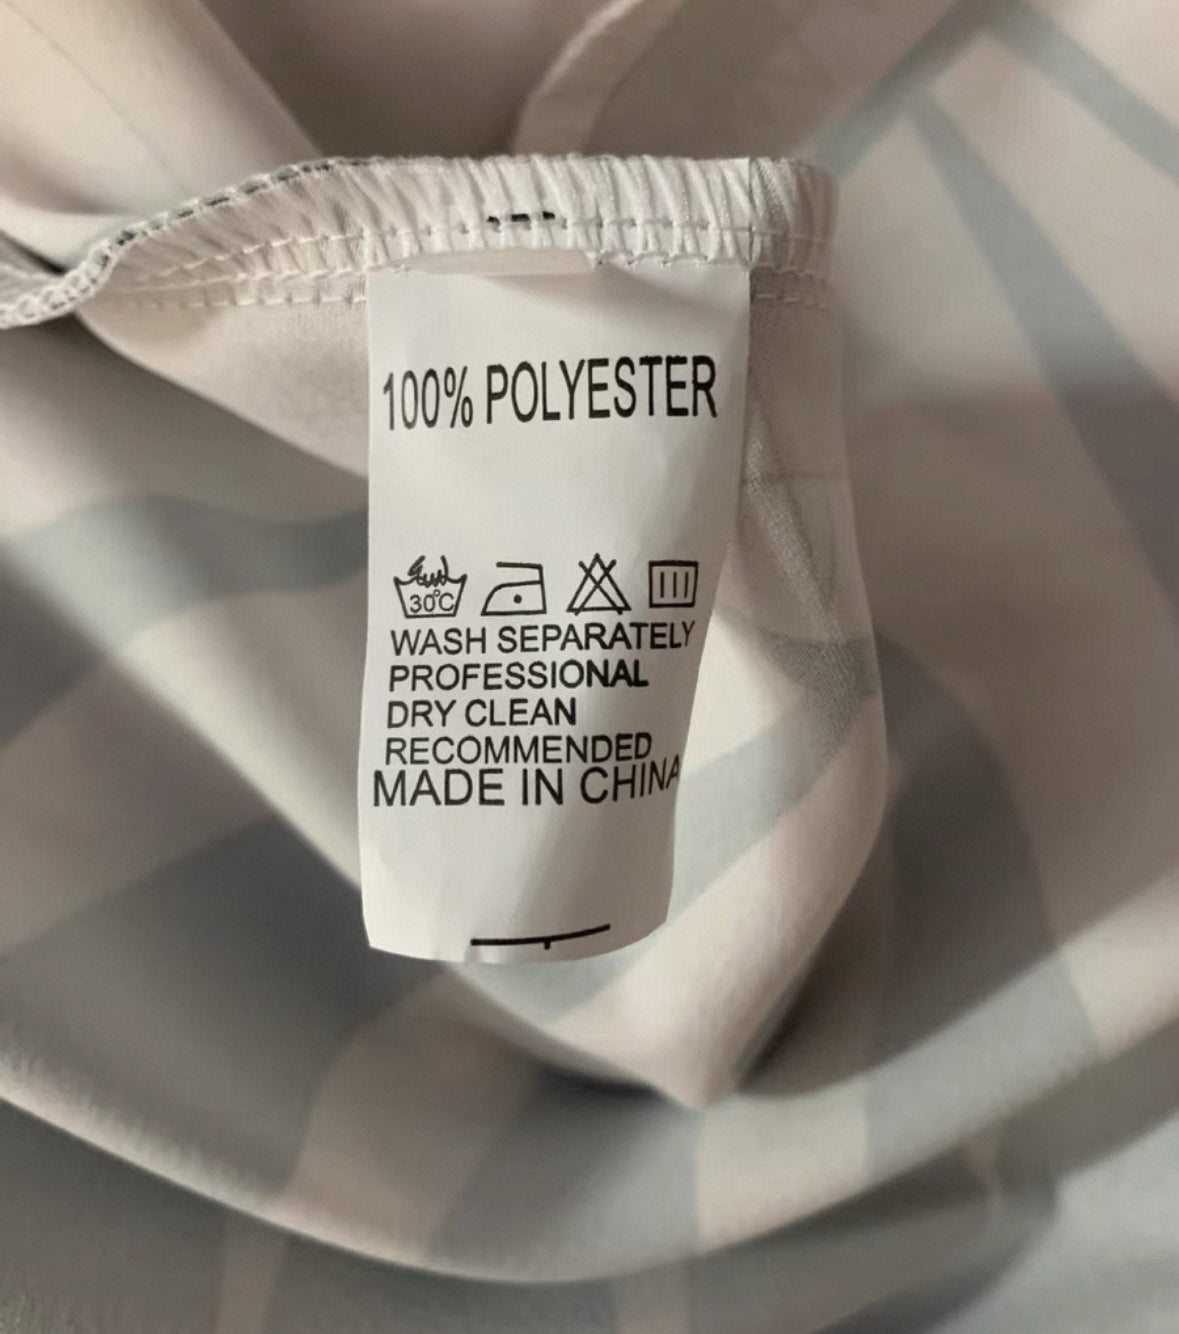 100% POLYESTER
30°C
WASH SEPARATELY
PROFESSIONAL
DRY CLEAN
RECOMMENDED
MADE IN CHINA